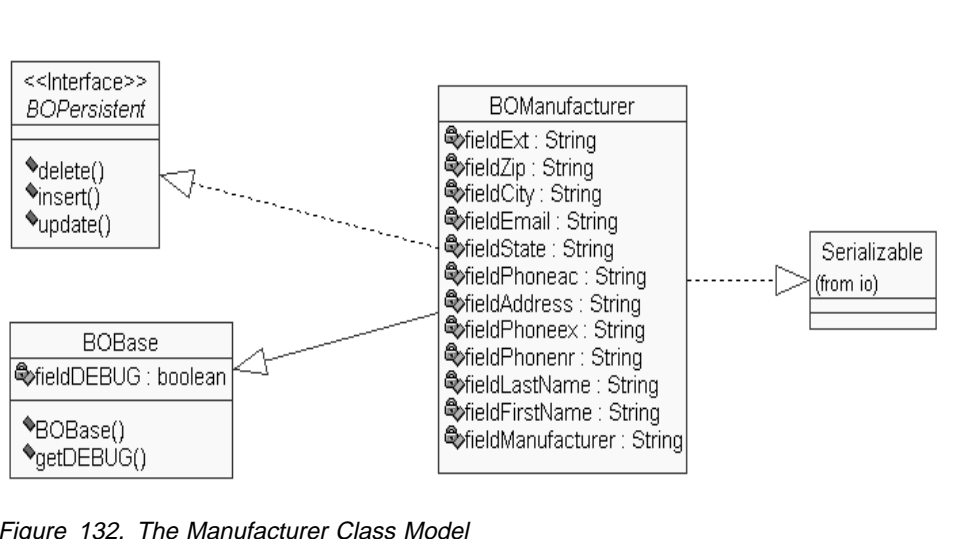 <<Interface>>
BOPersistent
delete()
insert()
update()
BOBase
fieldDEBUG : boolean
BOBase()
getDEBUG()
BOManufacturer
fieldExt : String
fieldZip : String
fieldCity : String
fieldEmail : String
fieldState : String
fieldPhoneac : String
fieldAddress : String
fieldPhoneex : String
fieldPhonenr : String
fieldLastName : String
fieldFirstName : String
fieldManufacturer : String
Serializable
(from io)
Figure 132. The Manufacturer Class Model